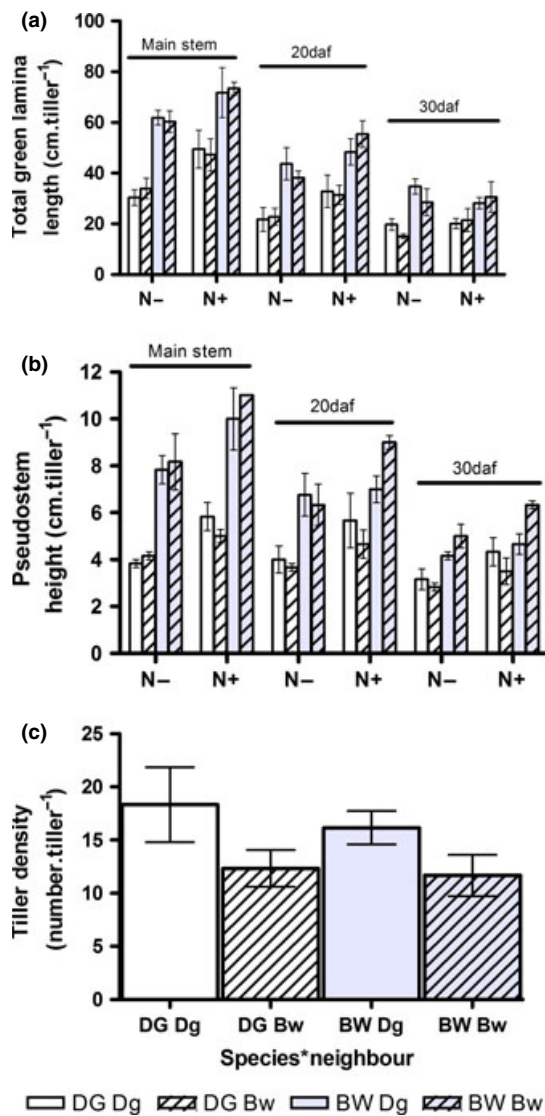 (a)
Main stem
20daf
30daf
Total green lamina
length (cm.tiller⁻¹)
100
80
60
40
20
0
N− N+ N− N+ N− N+
(b)
Main stem
20daf
30daf
Pseudostem
height (cm.tiller⁻¹)
12
10
8
6
4
2
0
N− N+ N− N+ N− N+
(c)
Tiller density
(number.tiller⁻¹)
25
20
15
10
5
0
DG Dg DG Bw BW Dg BW Bw
Species*neighbour
DG Dg DG Bw BW Dg BW Bw